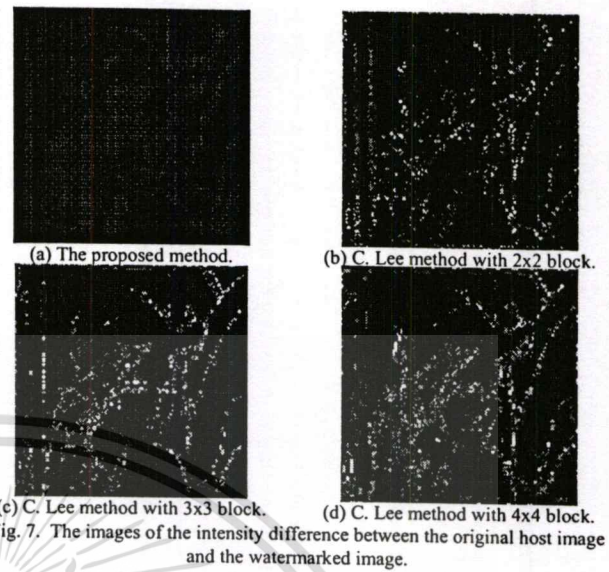 (a) The proposed method.
(b) C. Lee method with 2x2 block.
(c) C. Lee method with 3x3 block.
(d) C. Lee method with 4x4 block.
ig. 7. The images of the intensity difference between the original host image
and the watermarked image.